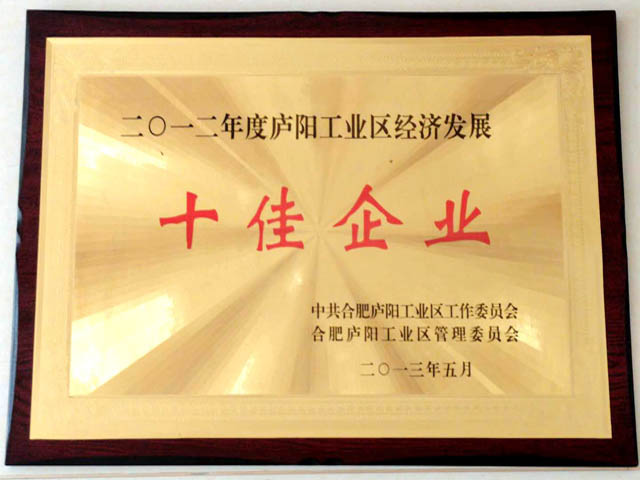 二〇一二年度庐阳工业区经济发展
十佳企业
中共合肥庐阳工业区工作委员会
合肥庐阳工业区管理委员会
二〇一三年五月